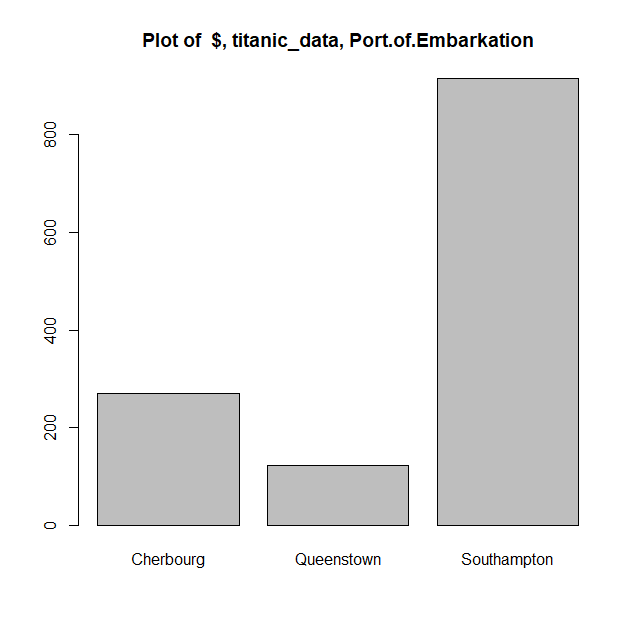 Plot of  $, titanic_data, Port.of.Embarkation
800
600
400
200
0
Cherbourg Queenstown Southampton